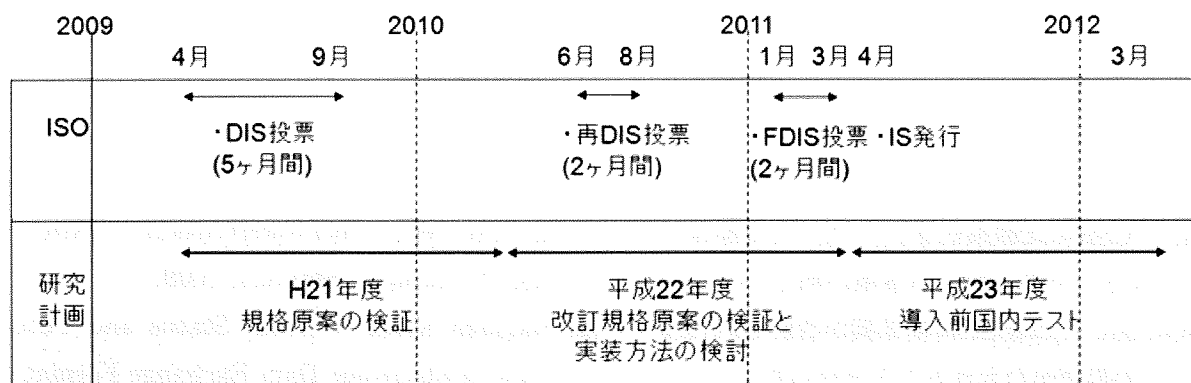 2009 2010 2011 2012
4月 9月 6月 8月 1月 3月 4月 3月
ISO
・DIS投票 ・再DIS投票 ・FDIS投票 ・IS発行
(5ヶ月間) (2ヶ月間) (2ヶ月間)
研究
計画
H21年度
規格原案の検証
平成22年度
改訂規格原案の検証と
実装方法の検討
平成23年度
導入前国内テスト